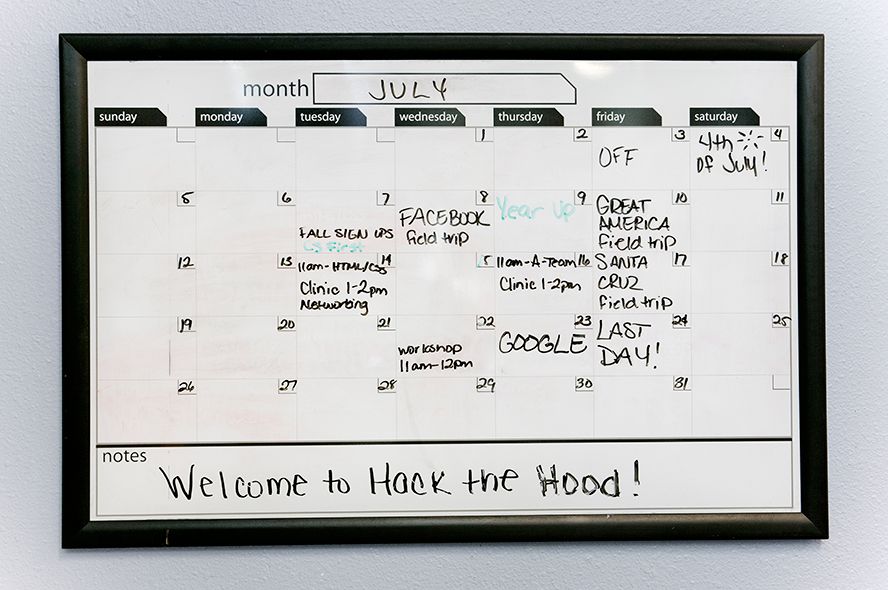 month JULY
sunday monday tuesday wednesday thursday friday saturday
1 2 3 4
OFF 4th
OF JULY!
5 6 7 8 9 10 11
FALL SIGN UPS FACEBOOK Year Up GREAT
CS First field trip AMERICA
field trip
12 13 14 15 16 17 18
11am-HTML/CSS 11am-A-Team SANTA
Clinic 1-2pm Clinic 1-2pm CRUZ
Networking field trip
19 20 21 22 23 24 25
workshop GOOGLE LAST
11am-12pm DAY!
26 27 28 29 30 31
notes
Welcome to Hack the Hood!